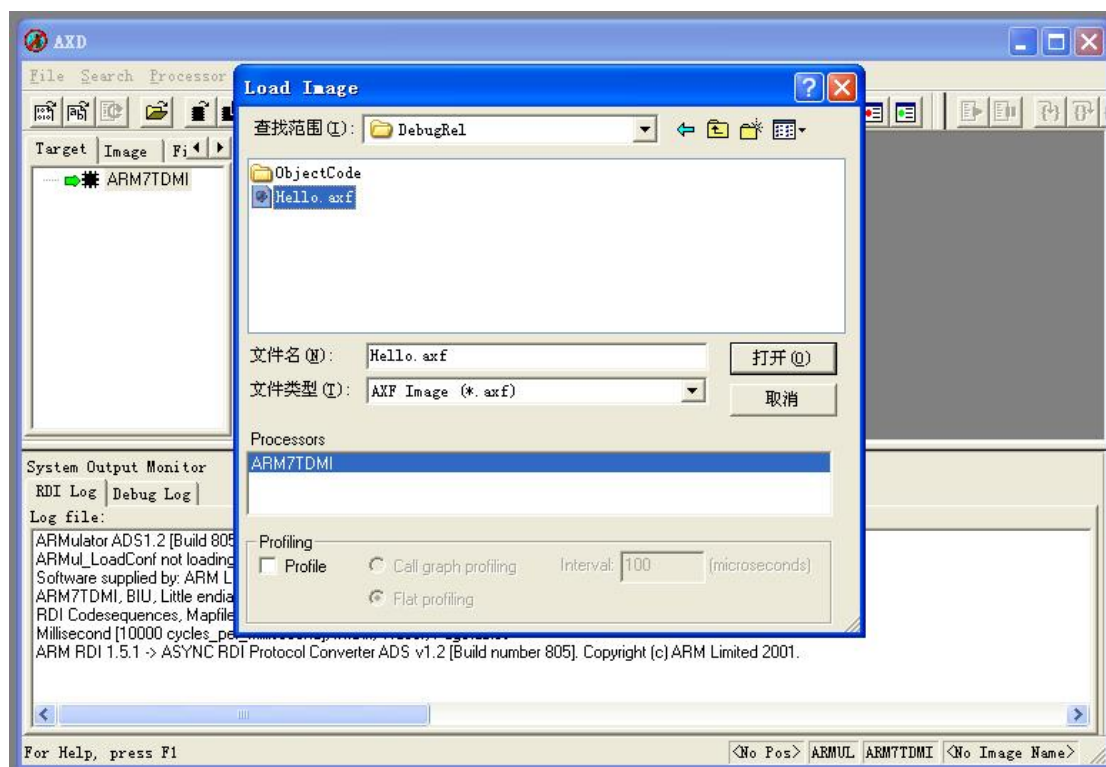 AXD
File Search Processor
Load Image
查找范围(I): DebugRel
Target Image Fi
ARM7TDMI
ObjectCode
Hello.axf
文件名(N): Hello.axf
打开(O)
文件类型(T): AXF Image (*.axf)
取消
Processors
ARM7TDMI
System Output Monitor
RDI Log Debug Log
Log file:
Profiling
Profile Call graph profiling Interval: 100 (microseconds)
Flat profiling
ARMulator ADS1.2 [Build 805
ARMul_LoadConf not loading
Software supplied by: ARM L
ARM7TDMI, BIU, Little endia
RDI Codesequences, Mapfile
Millisecond [10000 cycles_per_millisecond]
ARM RDI 1.5.1 -> ASYNC RDI Protocol Converter ADS v1.2 [Build number 805]. Copyright (c) ARM Limited 2001.
For Help, press F1
<No Pos> ARMUL ARM7TDMI <No Image Name>